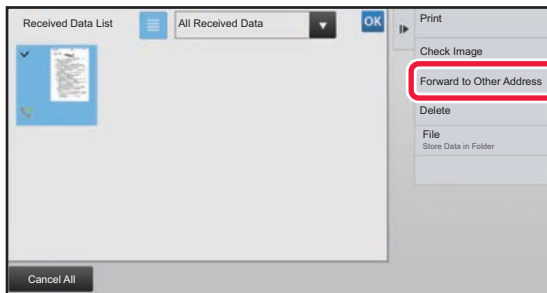 Received Data List
All Received Data
OK
Print
Check Image
Forward to Other Address
Delete
File
Store Data in Folder
Cancel All